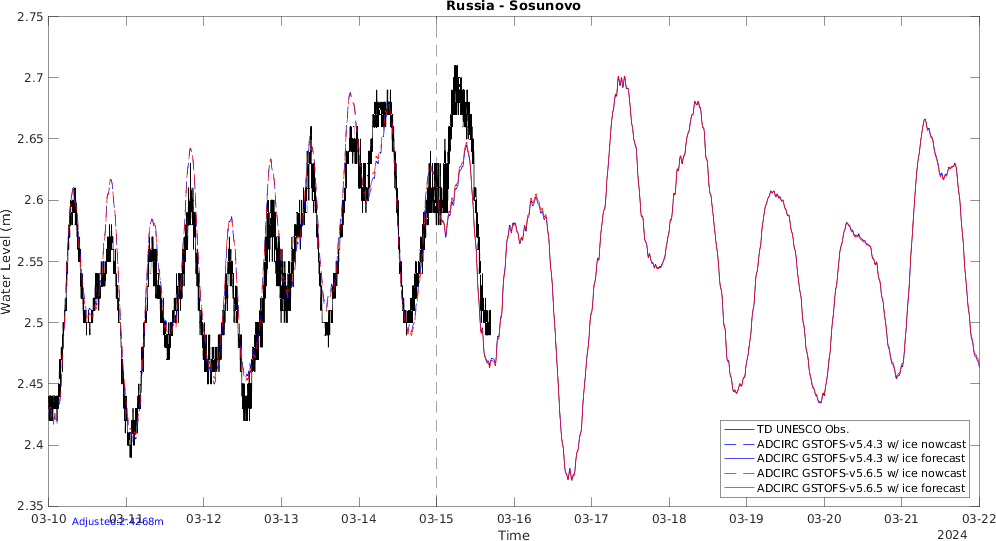 Russia - Sosunovo
2.75
2.7
2.65
2.6
2.55
2.5
2.45
2.4
2.35
Water Level (m)
03-10
03-11
03-12
03-13
03-14
03-15
03-16
03-17
03-18
03-19
03-20
03-21
03-22
Adjusted:2.4268m
Time
2024
TD UNESCO Obs.
ADCIRC GSTOFS-v5.4.3 w/ ice nowcast
ADCIRC GSTOFS-v5.4.3 w/ ice forecast
ADCIRC GSTOFS-v5.6.5 w/ ice nowcast
ADCIRC GSTOFS-v5.6.5 w/ ice forecast